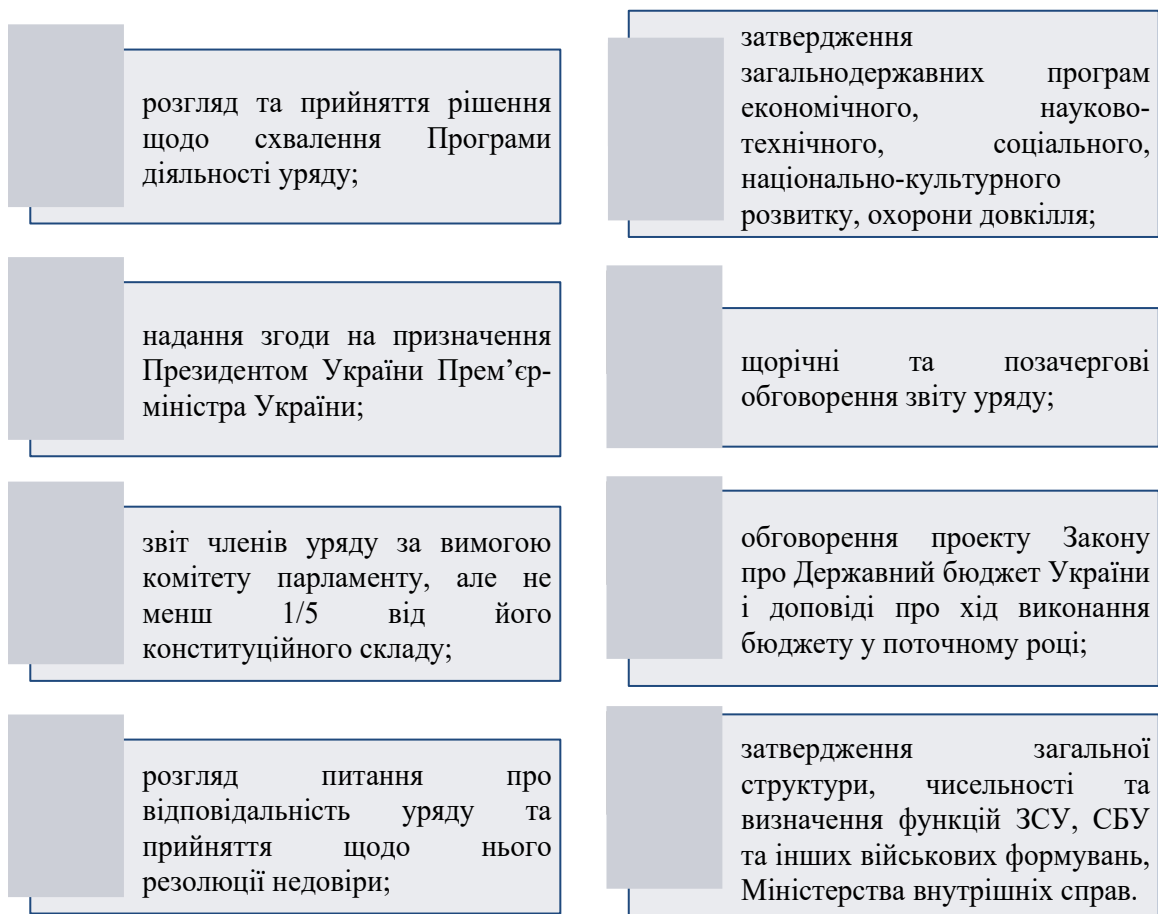 розгляд та прийняття рішення
щодо схвалення Програми
діяльності уряду;
затвердження
загальнодержавних програм
економічного, науково-
технічного, соціального,
національно-культурного
розвитку, охорони довкілля;
надання згоди на призначення
Президентом України Прем’єр-
міністра України;
щорічні та позачергові
обговорення звіту уряду;
звіт членів уряду за вимогою
комітету парламенту, але не
менш 1/5 від його
конституційного складу;
обговорення проекту Закону
про Державний бюджет України
і доповіді про хід виконання
бюджету у поточному році;
розгляд питання про
відповідальність уряду та
прийняття щодо нього
резолюції недовіри;
затвердження загальної
структури, чисельності та
визначення функцій ЗСУ, СБУ
та інших військових формувань,
Міністерства внутрішніх справ.